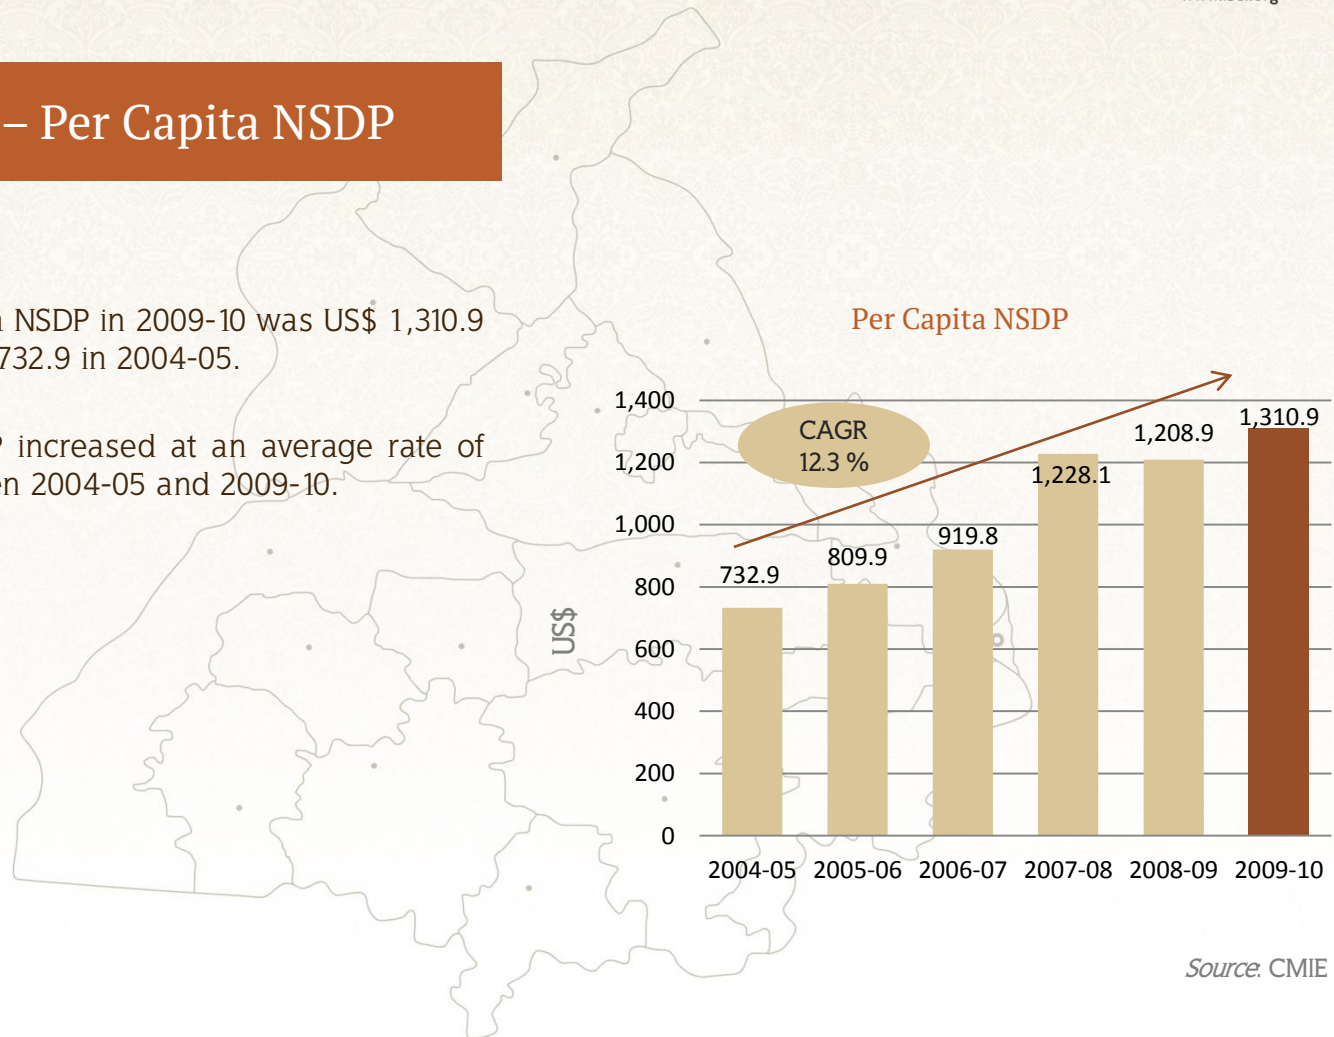 – Per Capita NSDP
NSDP in 2009-10 was US$ 1,310.9
732.9 in 2004-05.
increased at an average rate of
2004-05 and 2009-10.
Per Capita NSDP
CAGR
12.3 %
US$
1,400
1,200
1,000
800
600
400
200
0
732.9
809.9
919.8
1,228.1
1,208.9
1,310.9
2004-05 2005-06 2006-07 2007-08 2008-09 2009-10
Source: CMIE